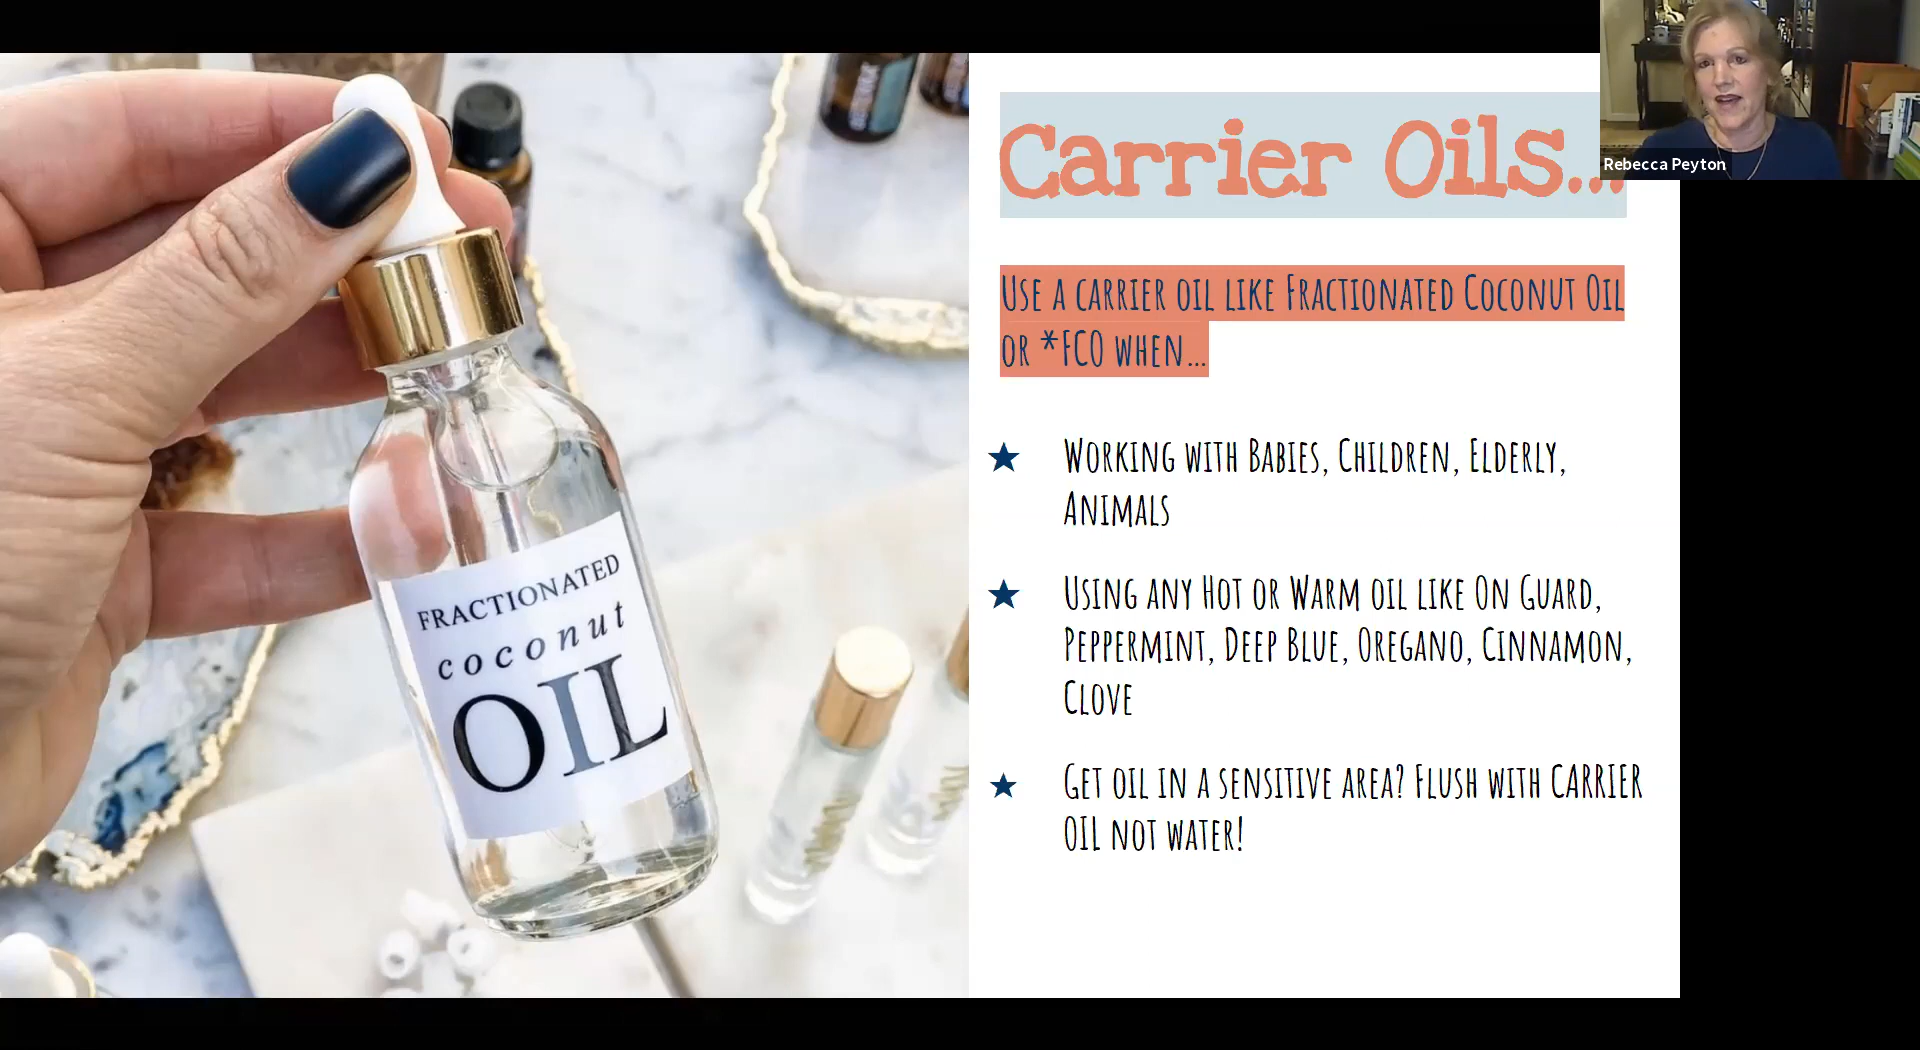 Carrier Oils...
Rebecca Peyton
Use a carrier oil like Fractionated Coconut Oil
or *FCO when...
★ Working with Babies, Children, Elderly,
Animals
★ Using any Hot or Warm oil like On Guard,
Peppermint, Deep Blue, Oregano, Cinnamon,
Clove
★ Get oil in a sensitive area? Flush with CARRIER
OIL not water!
FRACTIONATED
coconut
OIL